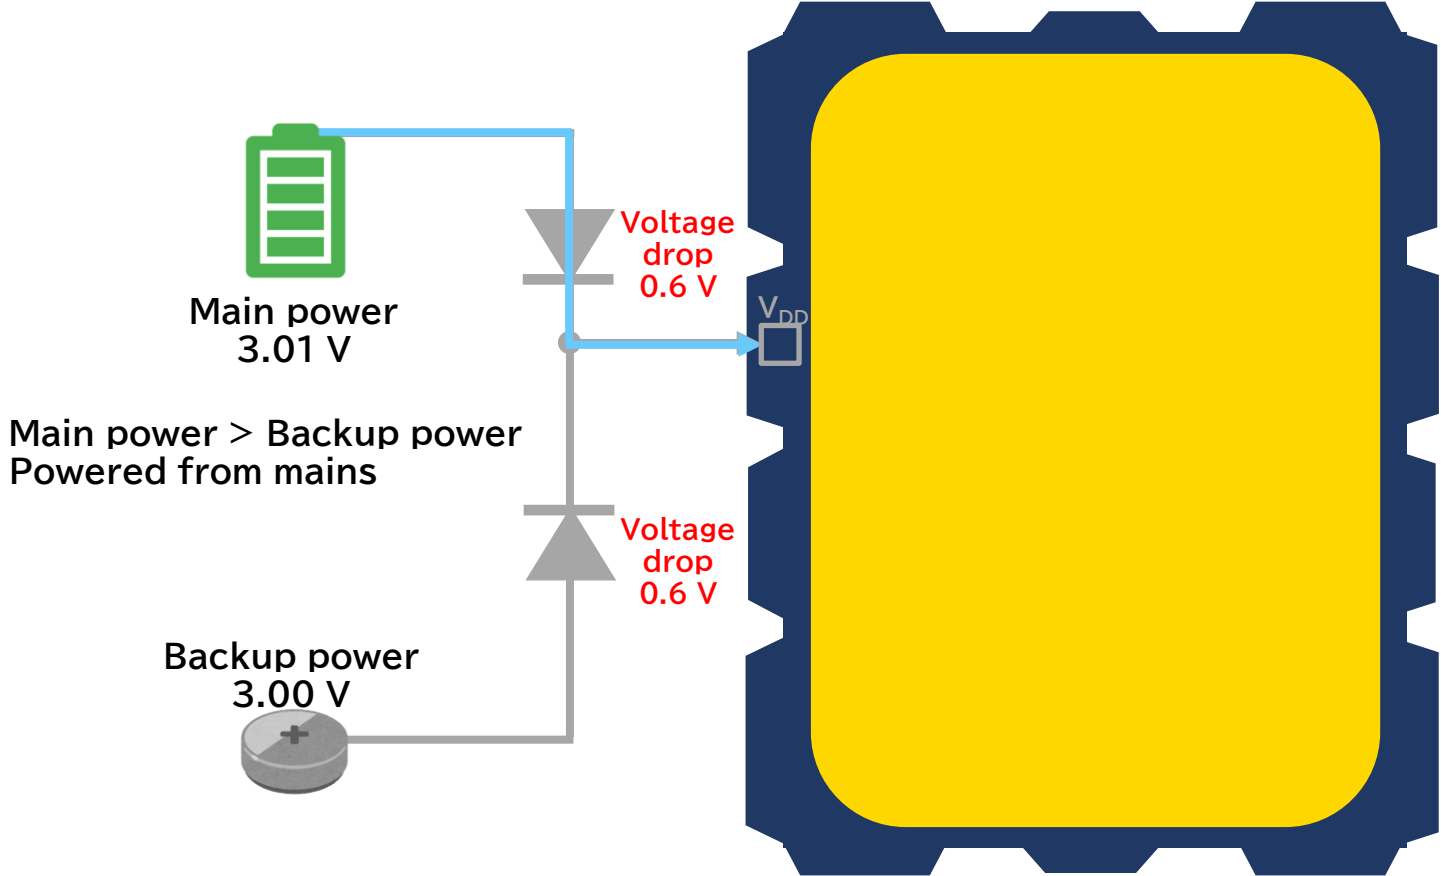 Voltage
drop
0.6 V
Main power
3.01 V
V_DD
Main power > Backup power
Powered from mains
Voltage
drop
0.6 V
Backup power
3.00 V